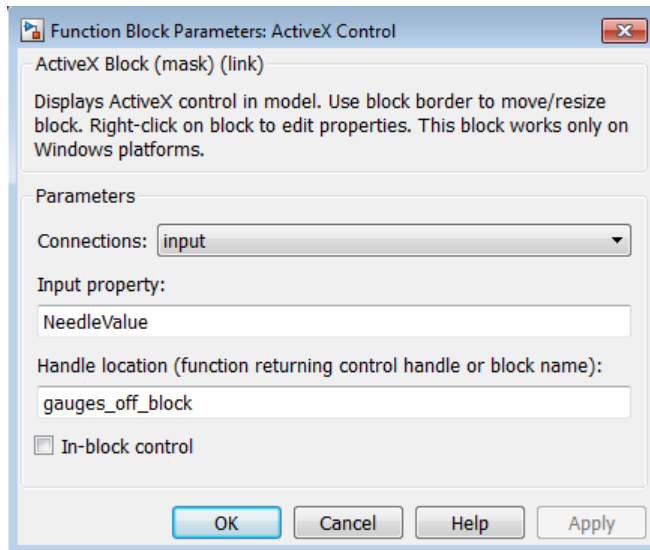 Function Block Parameters: ActiveX Control
ActiveX Block (mask) (link)
Displays ActiveX control in model. Use block border to move/resize
block. Right-click on block to edit properties. This block works only on
Windows platforms.
Parameters
Connections: input
Input property:
NeedleValue
Handle location (function returning control handle or block name):
gauges_off_block
In-block control
OK Cancel Help Apply